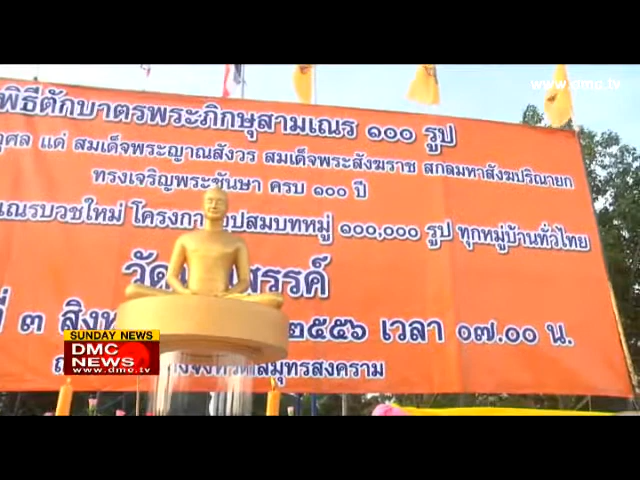 www.dmc.tv
พิธีตักบาตรพระภิกษุสามเณร ๑๐๐ รูป
กุศล แด่ สมเด็จพระญาณสังวร สมเด็จพระสังฆราช สกลมหาสังฆปริณายก
ทรงเจริญพระชันษา ครบ ๑๐๐ ปี
เณรบวชใหม่ โครงการอุปสมบทหมู่ ๑๐๐,๐๐๐ รูป ทุกหมู่บ้านทั่วไทย
๓ ๒๕๕๖ เวลา ๐๗.๐๐ น.
สมุทรสงคราม
SUNDAY NEWS
DMC
NEWS
www.dmc.tv